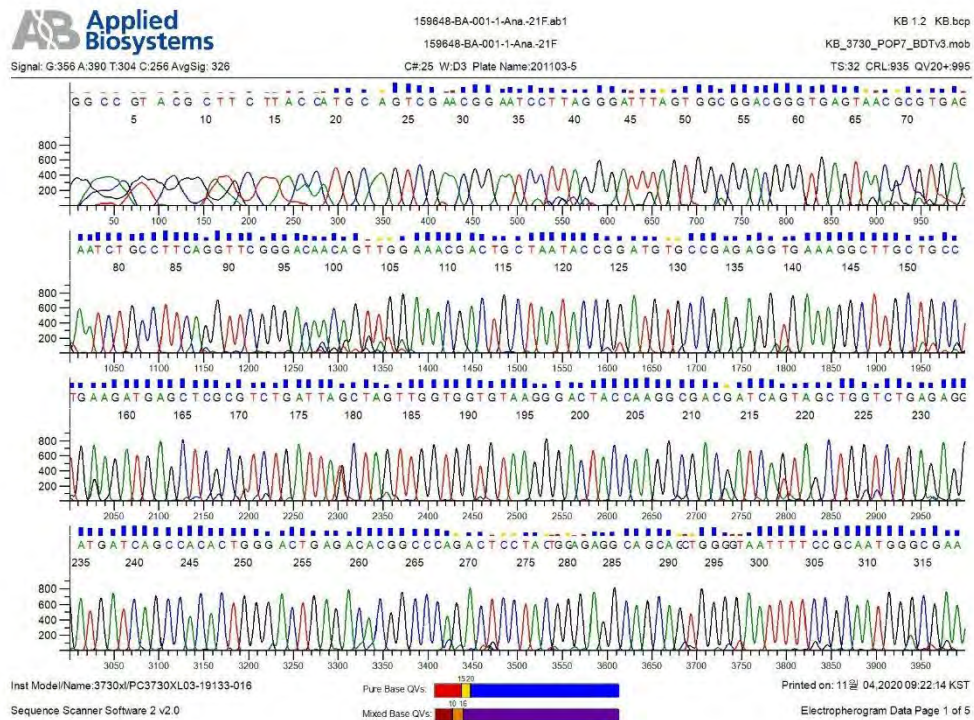 AB Applied Biosystems
159648-BA-001-1-Ana.-21F.ab1
KB 1.2 KB.bcp
159648-BA-001-1-Ana.-21F
KB_3730_POP7_BDTv3.mob
Signal: G:356 A:390 T:304 C:256 AvgSig: 326
C#:25 W:D3 Plate Name:201103-5
TS:32 CRL:935 QV20+:995
GGCCGTACGCTTCTTACCATGCAGTCGAACGGAATCCTTAGGGATTTAGTGGCGGACGGGTGAGTAACGCGTGAG
5 10 15 20 25 30 35 40 45 50 55 60 65 70
800
600
400
200
50 100 150 200 250 300 350 400 450 500 550 600 650 700 750 800 850 900 950
AATCTGCCTTCAGGTTCGGGACAACAGTTGGAAACGACTGCTAATACCGGATGTGCCGAGAGGTGAAAGGCTTGCTGCC
80 85 90 95 100 105 110 115 120 125 130 135 140 145 150
800
600
400
200
1050 1100 1150 1200 1250 1300 1350 1400 1450 1500 1550 1600 1650 1700 1750 1800 1850 1900 1950
TGAAGATGAGCTCGCGTCTGATTAGCTAGTTGGTGGTGTAAGGGACTACCAAGGCGACGATCAGTAGCTGGTCTGAGAGG
160 165 170 175 180 185 190 195 200 205 210 215 220 225 230
800
600
400
200
2050 2100 2150 2200 2250 2300 2350 2400 2450 2500 2550 2600 2650 2700 2750 2800 2850 2900 2950
ATGATCAGCCACACTGGGACTGAGACACGGCCCAGACTCCTACTGGAGAGGCAGCAGCTGGGGTAATTTTCCGCAATGGGCGAA
235 240 245 250 255 260 265 270 275 280 285 290 295 300 305 310 315
800
600
400
200
3050 3100 3150 3200 3250 3300 3350 3400 3450 3500 3550 3600 3650 3700 3750 3800 3850 3900 3950
Inst Model/Name:3730xl/PC3730XL03-19133-016
Pure Base QVs: 15 20
Printed on: 11월 04,2020 09:22:14 KST
Sequence Scanner Software 2 v2.0
Mixed Base QVs: 10 16
Electropherogram Data Page 1 of 5